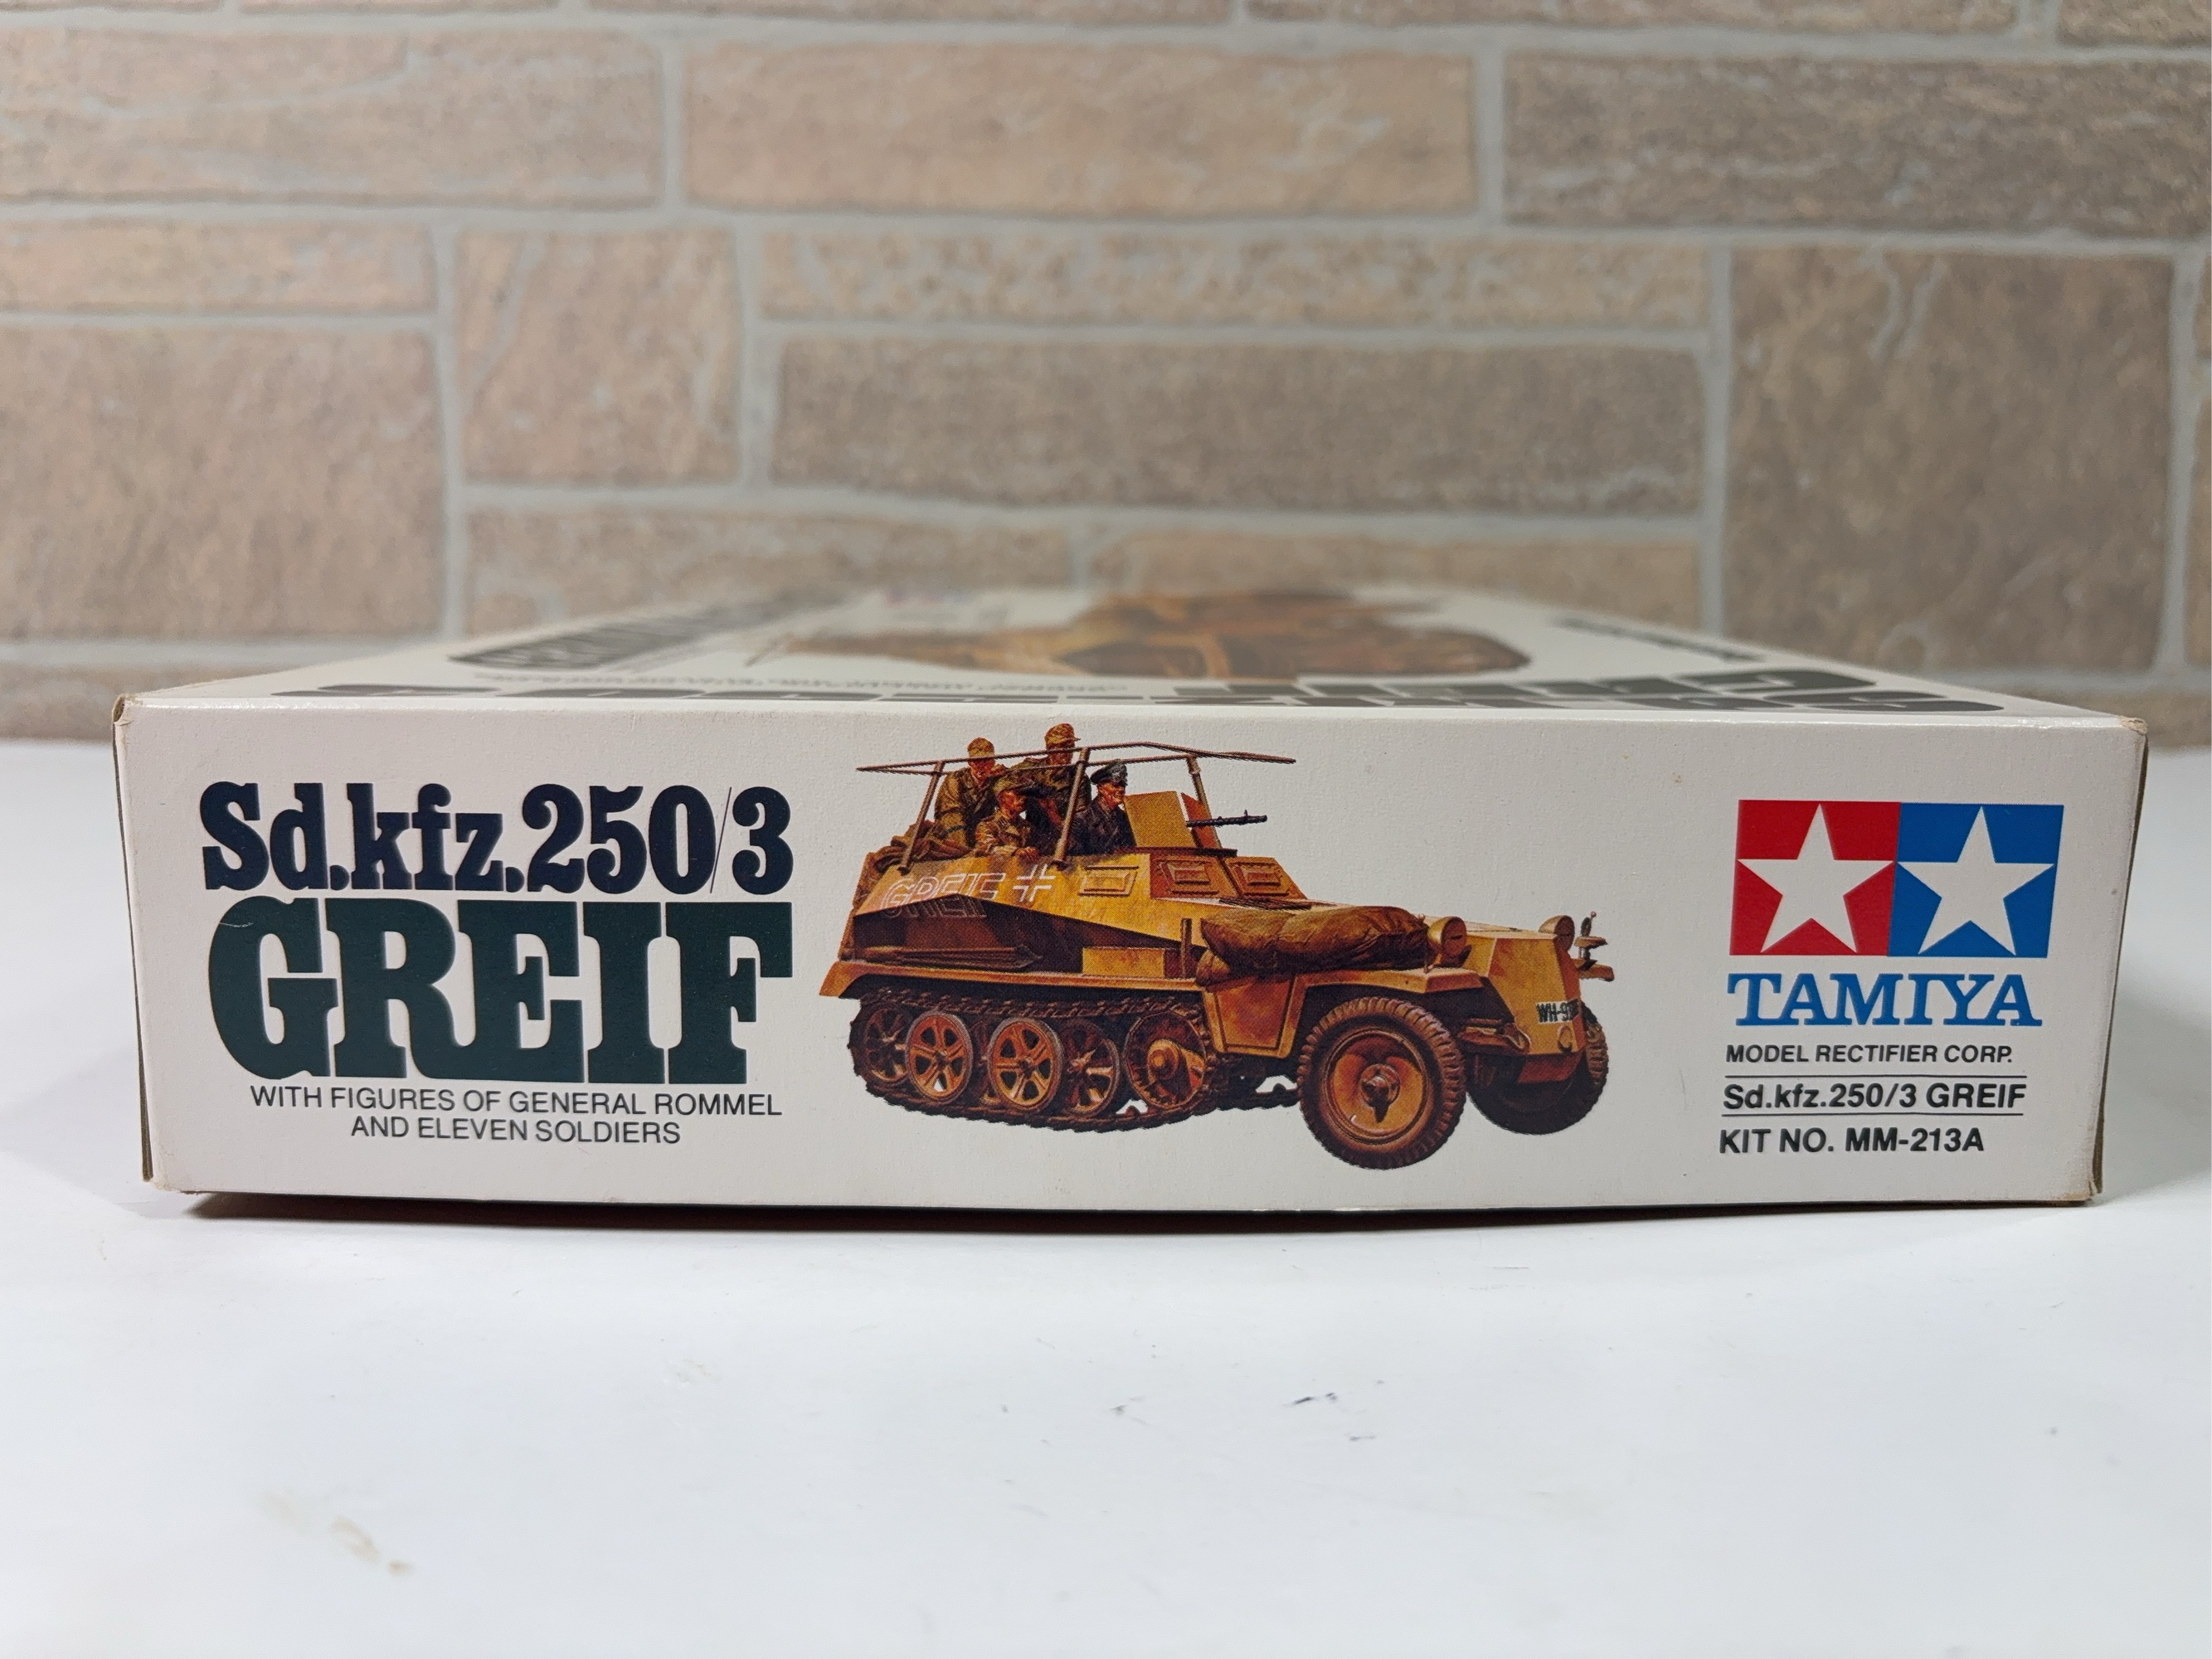 Sd.kfz.250/3
GREIF
WITH FIGURES OF GENERAL ROMMEL
AND ELEVEN SOLDIERS
GREIF
TAMIYA
MODEL RECTIFIER CORP.
Sd.kfz.250/3 GREIF
KIT NO. MM-213A